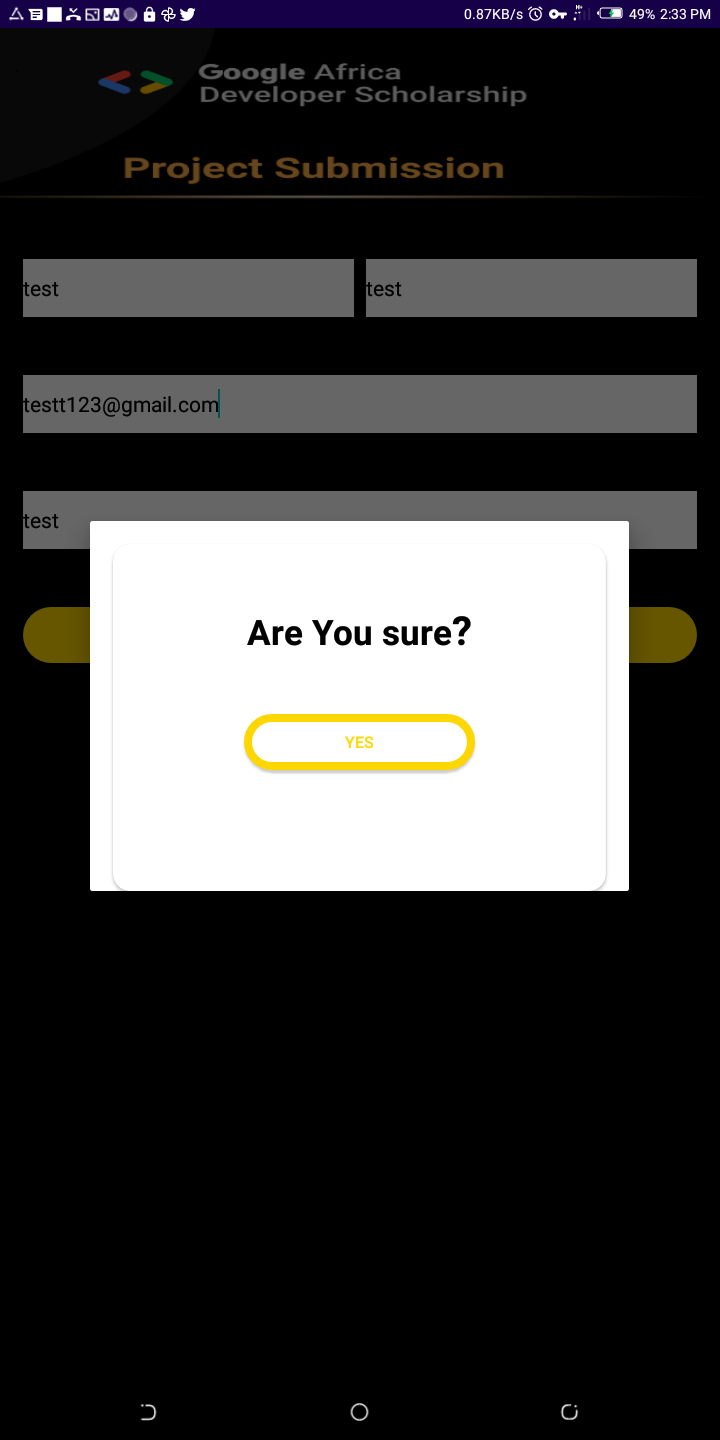 0.87KB/s 49% 2:33 PM
Google Africa
Developer Scholarship
Project Submission
test test
testt123@gmail.com
test
Are You sure?
YES